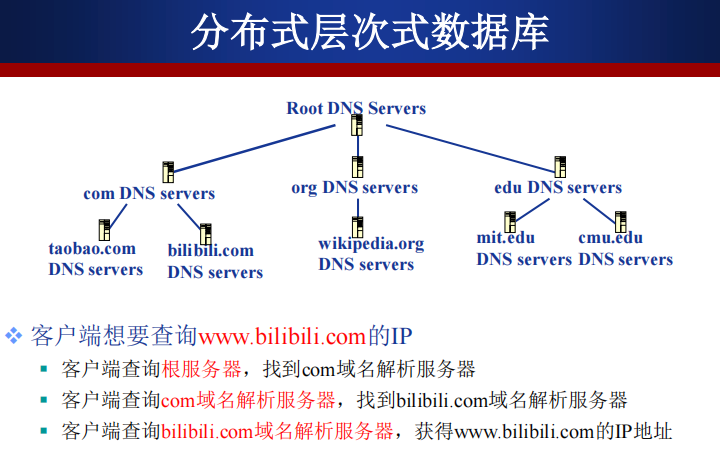 分布式层次式数据库
Root DNS Servers
com DNS servers
org DNS servers
edu DNS servers
taobao.com
DNS servers
bilibili.com
DNS servers
wikipedia.org
DNS servers
mit.edu
DNS servers
cmu.edu
DNS servers
客户端想要查询www.bilibili.com的IP
客户端查询根服务器，找到com域名解析服务器
客户端查询com域名解析服务器，找到bilibili.com域名解析服务器
客户端查询bilibili.com域名解析服务器，获得www.bilibili.com的IP地址